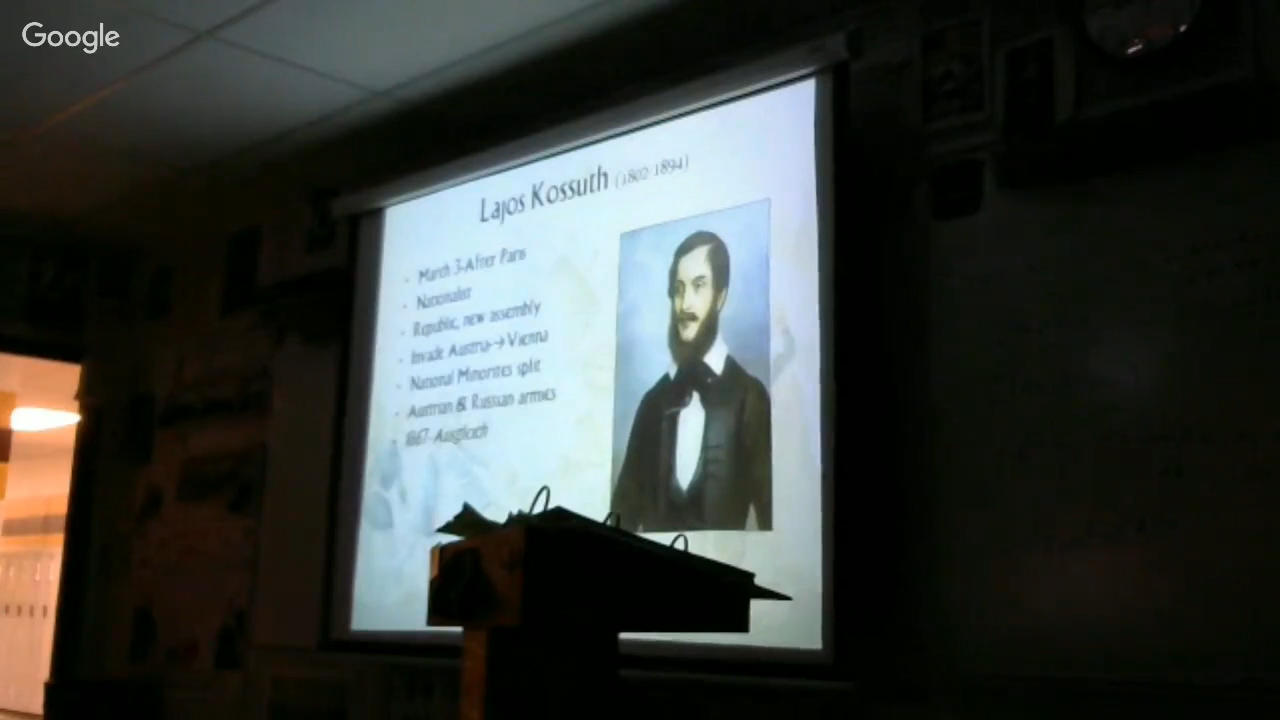 Google
Lajos Kossuth (1802-1894)
- March 3-After Paris
- Nationalist
- Republic, new assembly
- Invade Austria→Vienna
- National Minorites split
- Austrian & Russian armies
- 1867-Ausgleich